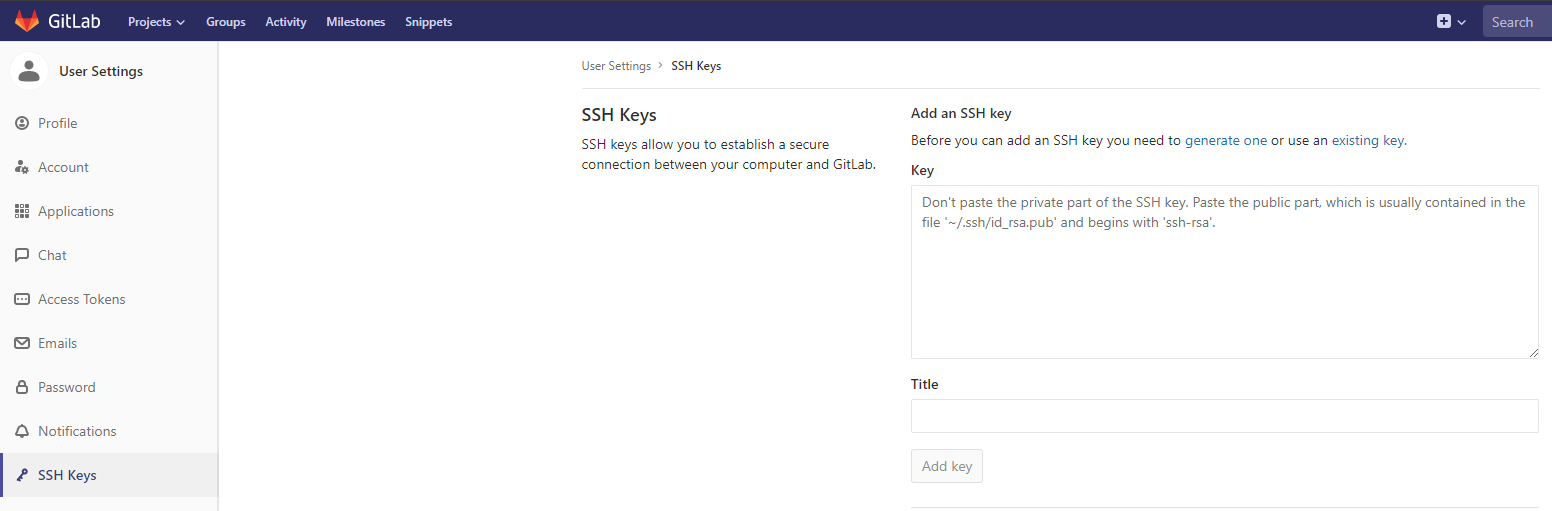 GitLab Projects Groups Activity Milestones Snippets Search
User Settings
Profile
Account
Applications
Chat
Access Tokens
Emails
Password
Notifications
SSH Keys
User Settings › SSH Keys
SSH Keys
SSH keys allow you to establish a secure
connection between your computer and GitLab.
Add an SSH key
Before you can add an SSH key you need to generate one or use an existing key.
Key
Don't paste the private part of the SSH key. Paste the public part, which is usually contained in the
file '~/.ssh/id_rsa.pub' and begins with 'ssh-rsa'.
Title
Add key